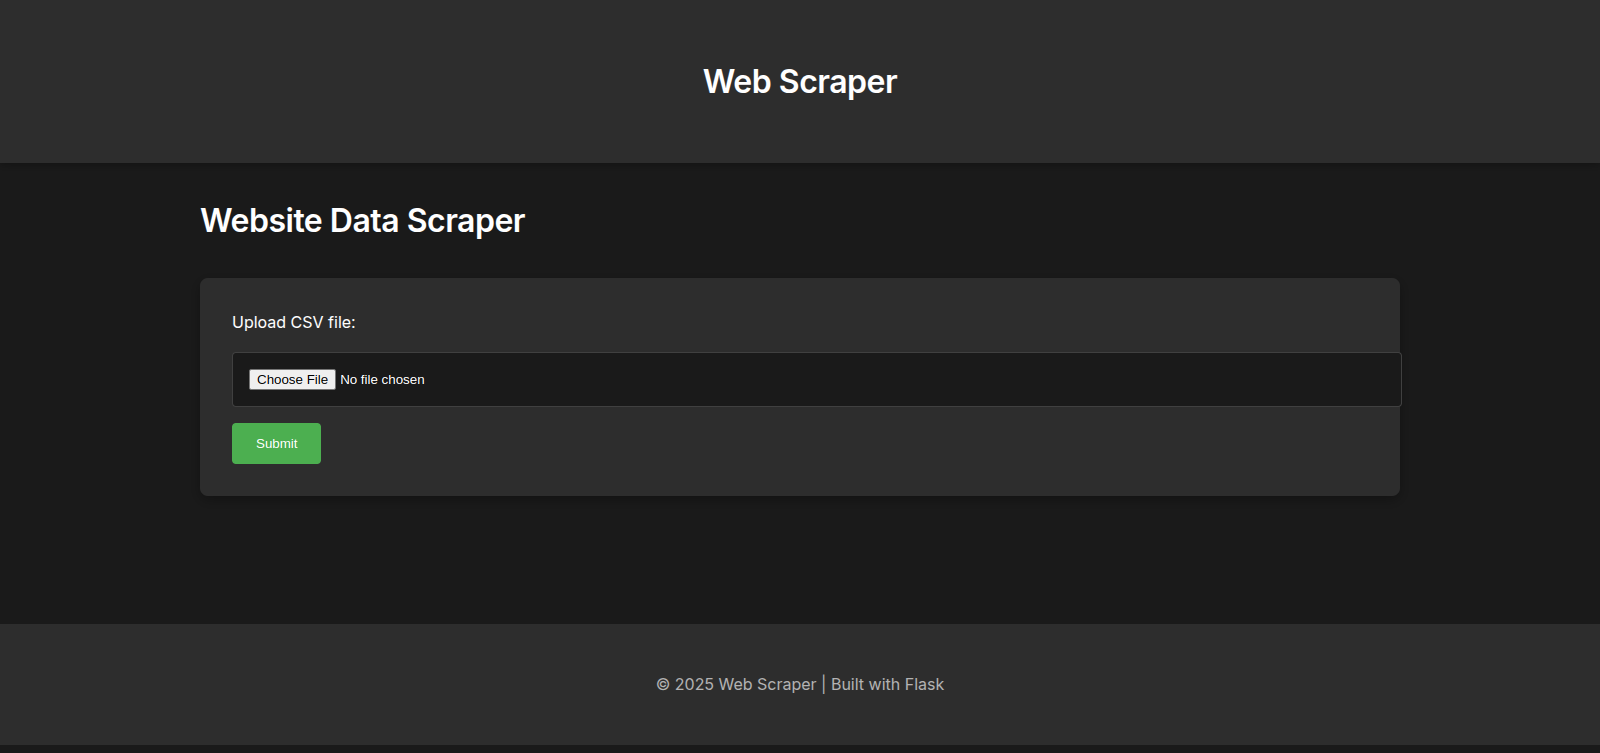 Web Scraper
Website Data Scraper
Upload CSV file:
Choose File No file chosen
Submit
© 2025 Web Scraper | Built with Flask